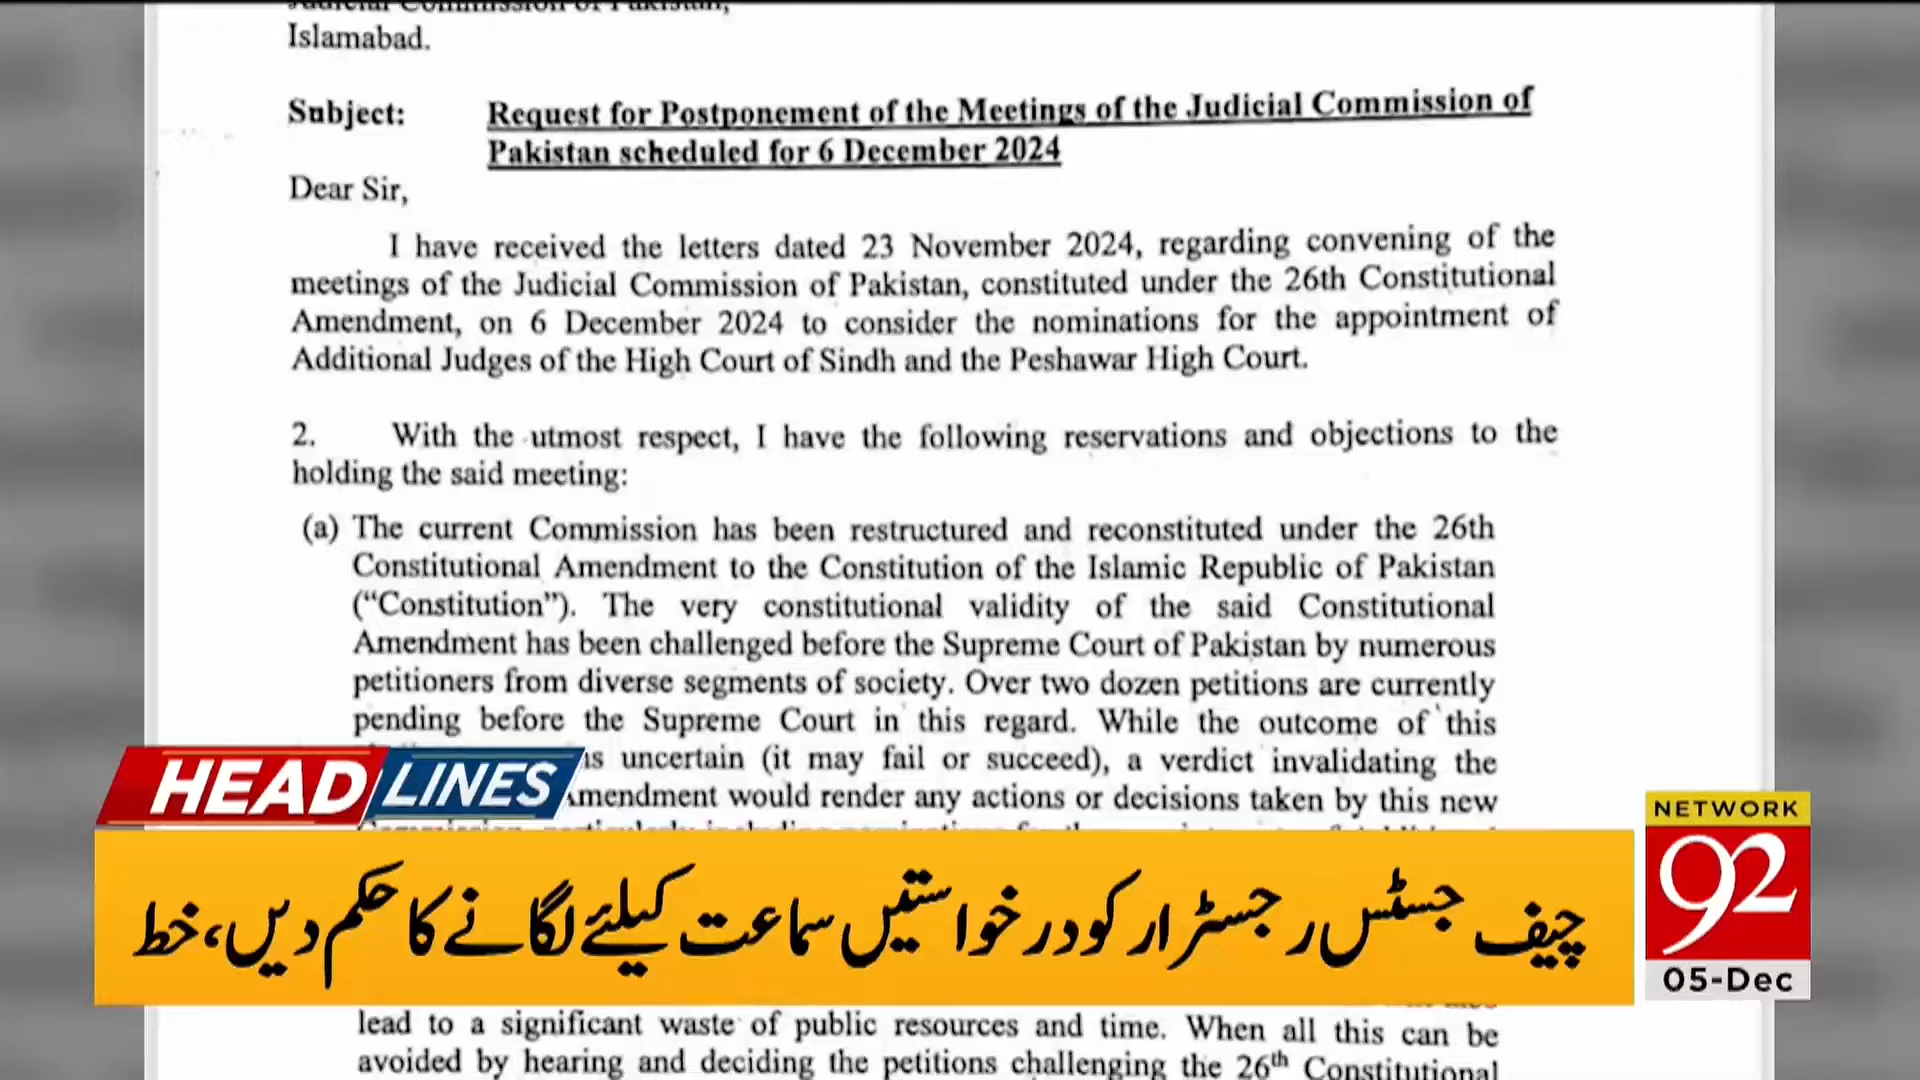 Judicial Commission of Pakistan,
Islamabad.
Subject: Request for Postponement of the Meetings of the Judicial Commission of
Pakistan scheduled for 6 December 2024
Dear Sir,
I have received the letters dated 23 November 2024, regarding convening of the
meetings of the Judicial Commission of Pakistan, constituted under the 26th Constitutional
Amendment, on 6 December 2024 to consider the nominations for the appointment of
Additional Judges of the High Court of Sindh and the Peshawar High Court.
2. With the utmost respect, I have the following reservations and objections to the
holding the said meeting:
(a) The current Commission has been restructured and reconstituted under the 26th
Constitutional Amendment to the Constitution of the Islamic Republic of Pakistan
(“Constitution”). The very constitutional validity of the said Constitutional
Amendment has been challenged before the Supreme Court of Pakistan by numerous
petitioners from diverse segments of society. Over two dozen petitions are currently
pending before the Supreme Court in this regard. While the outcome of this
uncertain (it may fail or succeed), a verdict invalidating the
Amendment would render any actions or decisions taken by this new
HEADLINES
چیف جسٹس رجسٹرار کو درخواستیں سماعت کیلئے لگانے کا حکم دیں، خط
NETWORK
92
05-Dec
lead to a significant waste of public resources and time. When all this can be
avoided by hearing and deciding the petitions challenging the 26th Constitutional